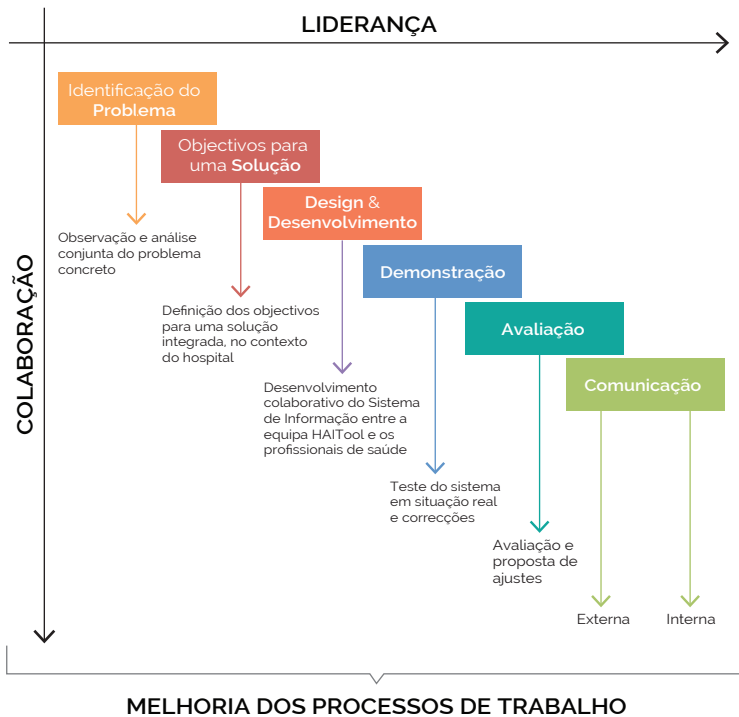 LIDERANÇA
COLABORAÇÃO
Identificação do
Problema
Observação e análise
conjunta do problema
concreto
Objectivos para
uma Solução
Definição dos objectivos
para uma solução
integrada, no contexto
do hospital
Design &
Desenvolvimento
Desenvolvimento
colaborativo do Sistema
de Informação entre a
equipa HAITool e os
profissionais de saúde
Demonstração
Teste do sistema
em situação real
e correcções
Avaliação
Avaliação e
proposta de
ajustes
Comunicação
Externa
Interna
MELHORIA DOS PROCESSOS DE TRABALHO